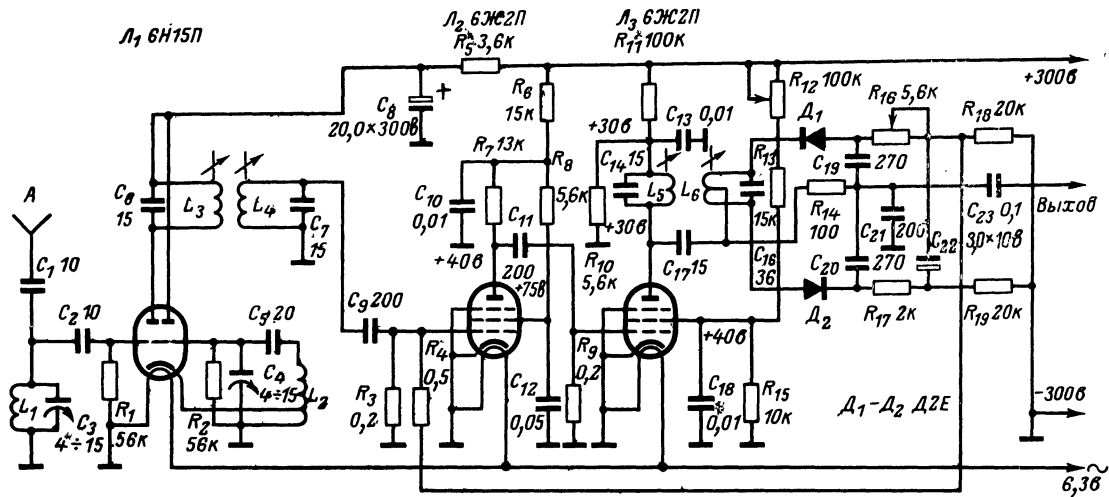 Л₁ 6Н15П
Л₂ 6Ж2П
R₅* 3,6к
Л₃ 6Ж2П
R₁₁* 100к
+300в
C₈
20,0×300в
+
R₆
15к
R₇ 13к
R₈
5,6к
+30в
C₁₃ 0,01
R₁₂ 100к
Д₁
R₁₆ 5,6к
R₁₈ 20к
C₆
15
L₃
L₄
C₇
15
C₁₀
0,01
+40в
C₁₁
200
+75в
C₁₄ 15
L₅
L₆
+30в
R₁₀
5,6к
C₁₇ 15
R₁₃
15к
C₁₆
36
C₁₉
270
R₁₄
100
200
C₂₁
270
C₂₀
C₂₂
C₂₃ 0,1
3,0×10в
Выхов
Д₂
R₁₇ 2к
R₁₉ 20к
A
C₁ 10
C₂ 10
C₅ 20
C₉ 200
L₁
C₃
4*÷15
R₁
56к
R₂
56к
C₄
4÷15
L₂
R₃
0,2
R₄
0,5
C₁₂
0,05
R₉
0,2
+40в
C₁₈
0,01
R₁₅
10к
Д₁–Д₂ Д2Е
–300в
6,3в